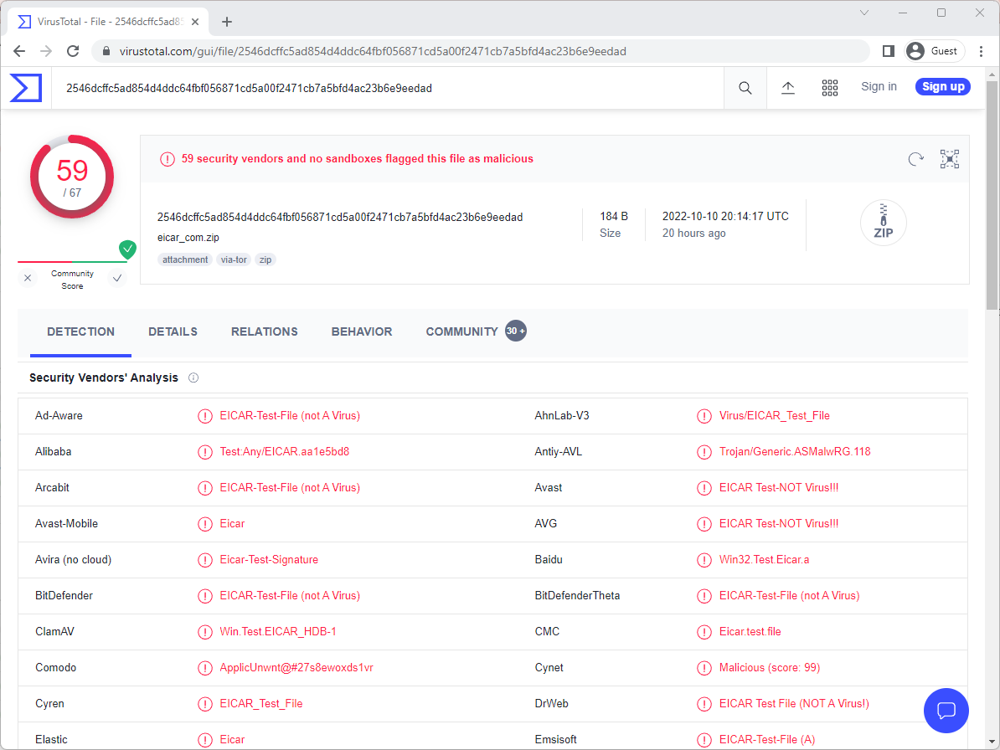 VirusTotal - File - 2546dcffc5ad85
virustotal.com/gui/file/2546dcffc5ad854d4ddc64fbf056871cd5a00f2471cb7a5bfd4ac23b6e9eedad
Guest
2546dcffc5ad854d4ddc64fbf056871cd5a00f2471cb7a5bfd4ac23b6e9eedad
Sign in
Sign up
59
/ 67
Community
Score
59 security vendors and no sandboxes flagged this file as malicious
2546dcffc5ad854d4ddc64fbf056871cd5a00f2471cb7a5bfd4ac23b6e9eedad
eicar_com.zip
attachment via-tor zip
184 B
Size
2022-10-10 20:14:17 UTC
20 hours ago
ZIP
DETECTION DETAILS RELATIONS BEHAVIOR COMMUNITY 30 +
Security Vendors' Analysis
Ad-Aware EICAR-Test-File (not A Virus) AhnLab-V3 Virus/EICAR_Test_File
Alibaba Test:Any/EICAR.aa1e5bd8 Antiy-AVL Trojan/Generic.ASMalwRG.118
Arcabit EICAR-Test-File (not A Virus) Avast EICAR Test-NOT Virus!!!
Avast-Mobile Eicar AVG EICAR Test-NOT Virus!!!
Avira (no cloud) Eicar-Test-Signature Baidu Win32.Test.Eicar.a
BitDefender EICAR-Test-File (not A Virus) BitDefenderTheta EICAR-Test-File (not A Virus)
ClamAV Win.Test.EICAR_HDB-1 CMC Eicar.test.file
Comodo ApplicUnwnt@#27s8ewoxds1vr Cynet Malicious (score: 99)
Cyren EICAR_Test_File DrWeb EICAR Test File (NOT A Virus!)
Elastic Eicar Emsisoft EICAR-Test-File (A)